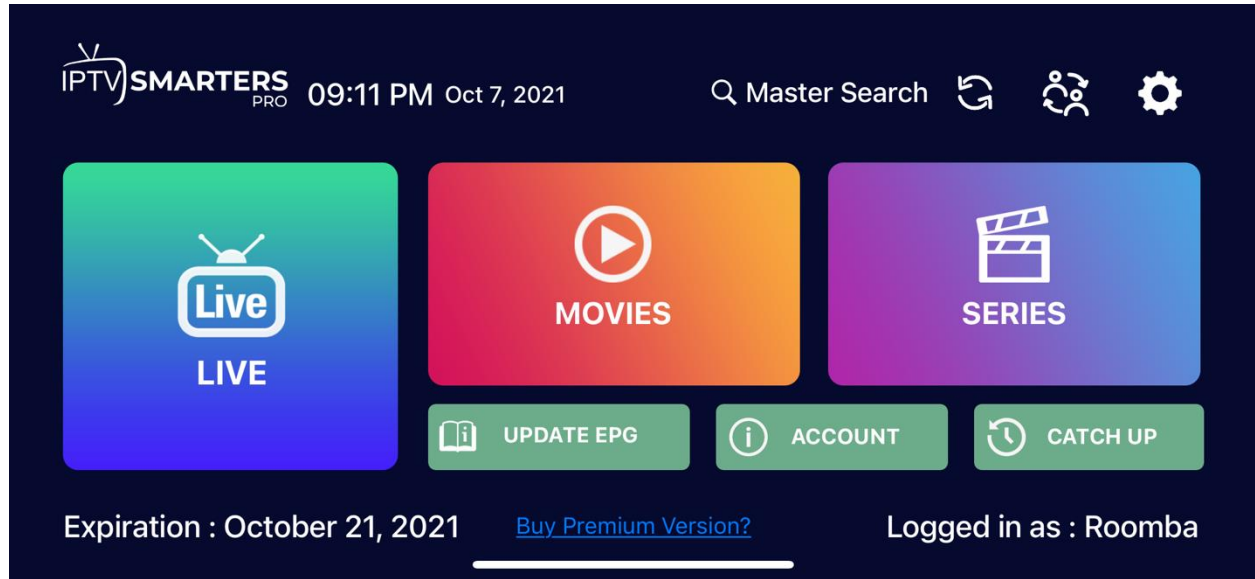 IPTV SMARTERS PRO 09:11 PM Oct 7, 2021 Master Search
Live
LIVE
MOVIES
SERIES
UPDATE EPG ACCOUNT CATCH UP
Expiration : October 21, 2021 Buy Premium Version? Logged in as : Roomba